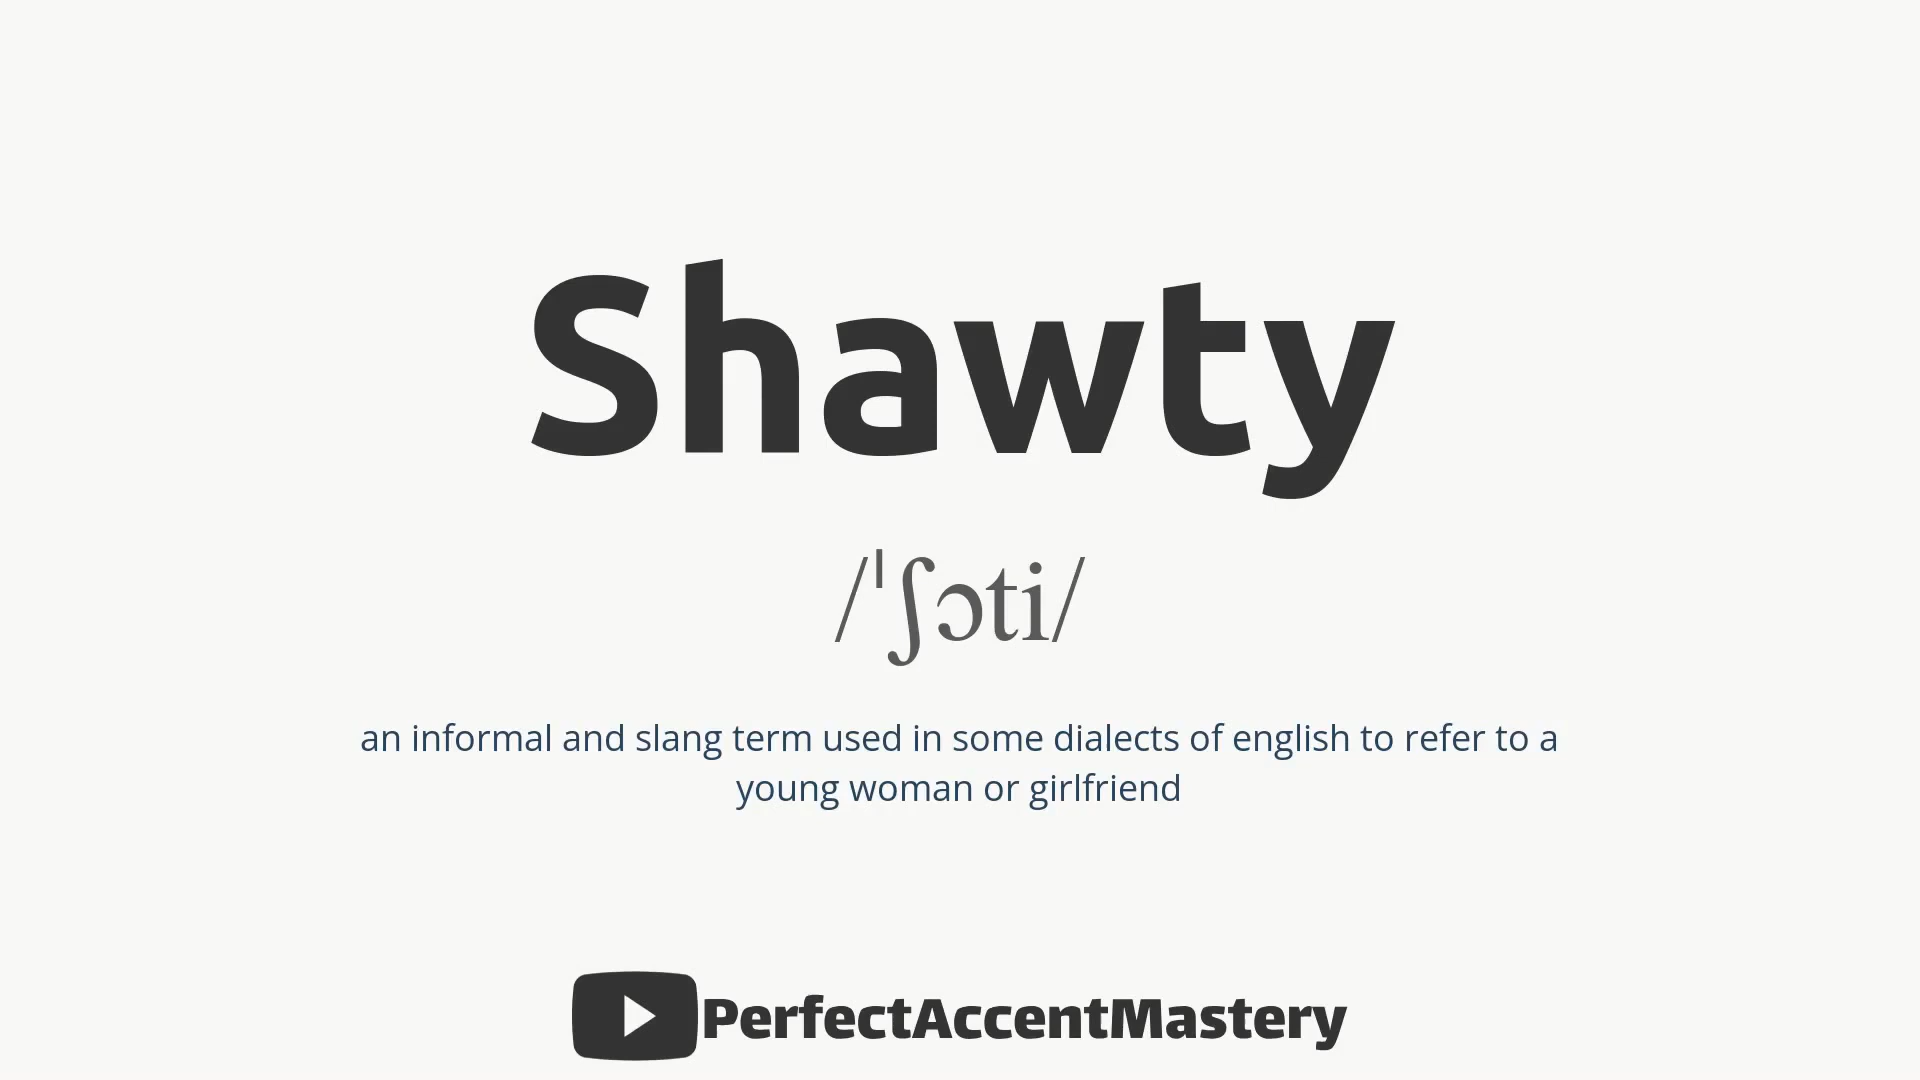 Shawty
/ˈʃɔti/
an informal and slang term used in some dialects of english to refer to a
young woman or girlfriend
PerfectAccentMastery